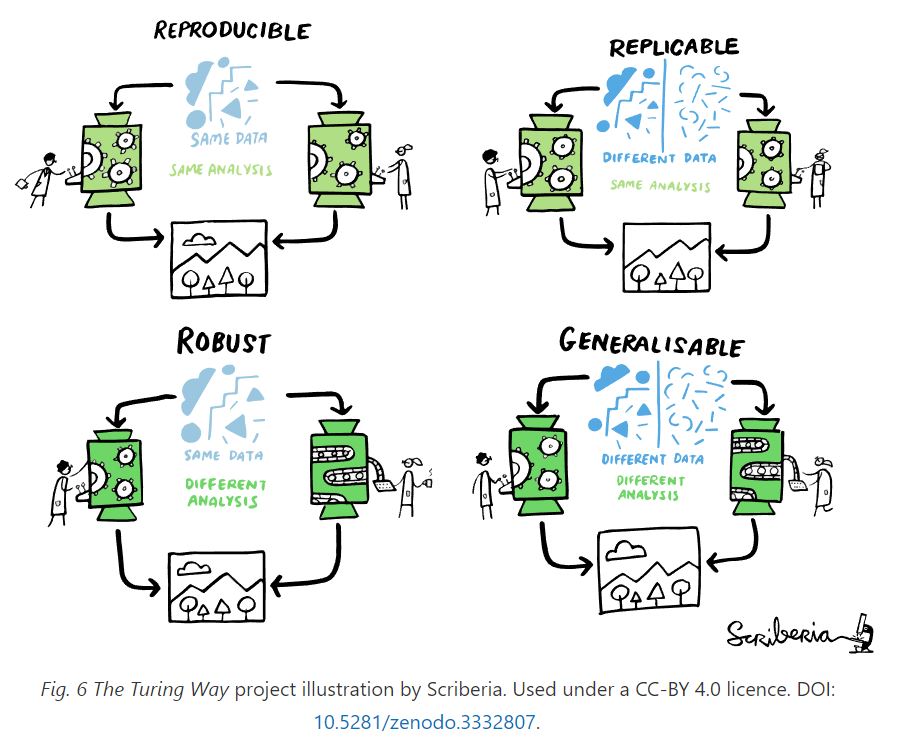 REPRODUCIBLE
SAME DATA
SAME ANALYSIS
REPLICABLE
DIFFERENT DATA
SAME ANALYSIS
ROBUST
SAME DATA
DIFFERENT
ANALYSIS
GENERALISABLE
DIFFERENT DATA
DIFFERENT
ANALYSIS
Scriberia
Fig. 6 The Turing Way project illustration by Scriberia. Used under a CC-BY 4.0 licence. DOI:
10.5281/zenodo.3332807.